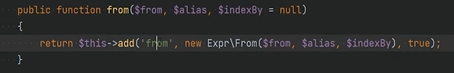 public function from($from, $alias, $indexBy = null)
{
return $this->add('from', new Expr\From($from, $alias, $indexBy), true);
}